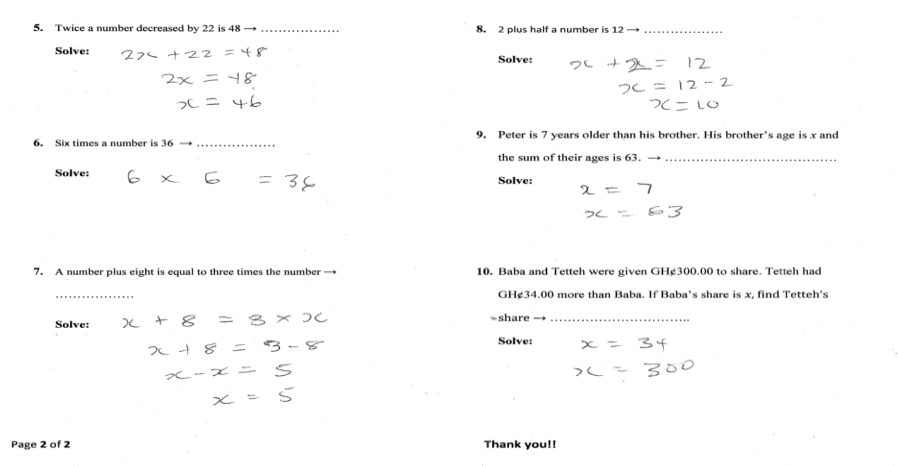 5. Twice a number decreased by 22 is 48 → ..................
Solve: 2x + 22 = 48
2x = 48
x = 46
6. Six times a number is 36 → ..................
Solve: 6 × 6 = 36
7. A number plus eight is equal to three times the number →
..................
Solve: x + 8 = 3 × x
x + 8 = 3 - 8
x - x = 5
x = 5
Page 2 of 2
8. 2 plus half a number is 12 → ..................
Solve: x + 2 = 12
x = 12 - 2
x = 10
9. Peter is 7 years older than his brother. His brother's age is x and
the sum of their ages is 63. → ........................................
Solve: x = 7
x = 63
10. Baba and Tetteh were given GH¢300.00 to share. Tetteh had
GH¢34.00 more than Baba. If Baba's share is x, find Tetteh's
share → ................................
Solve: x = 34
x = 300
Thank you!!